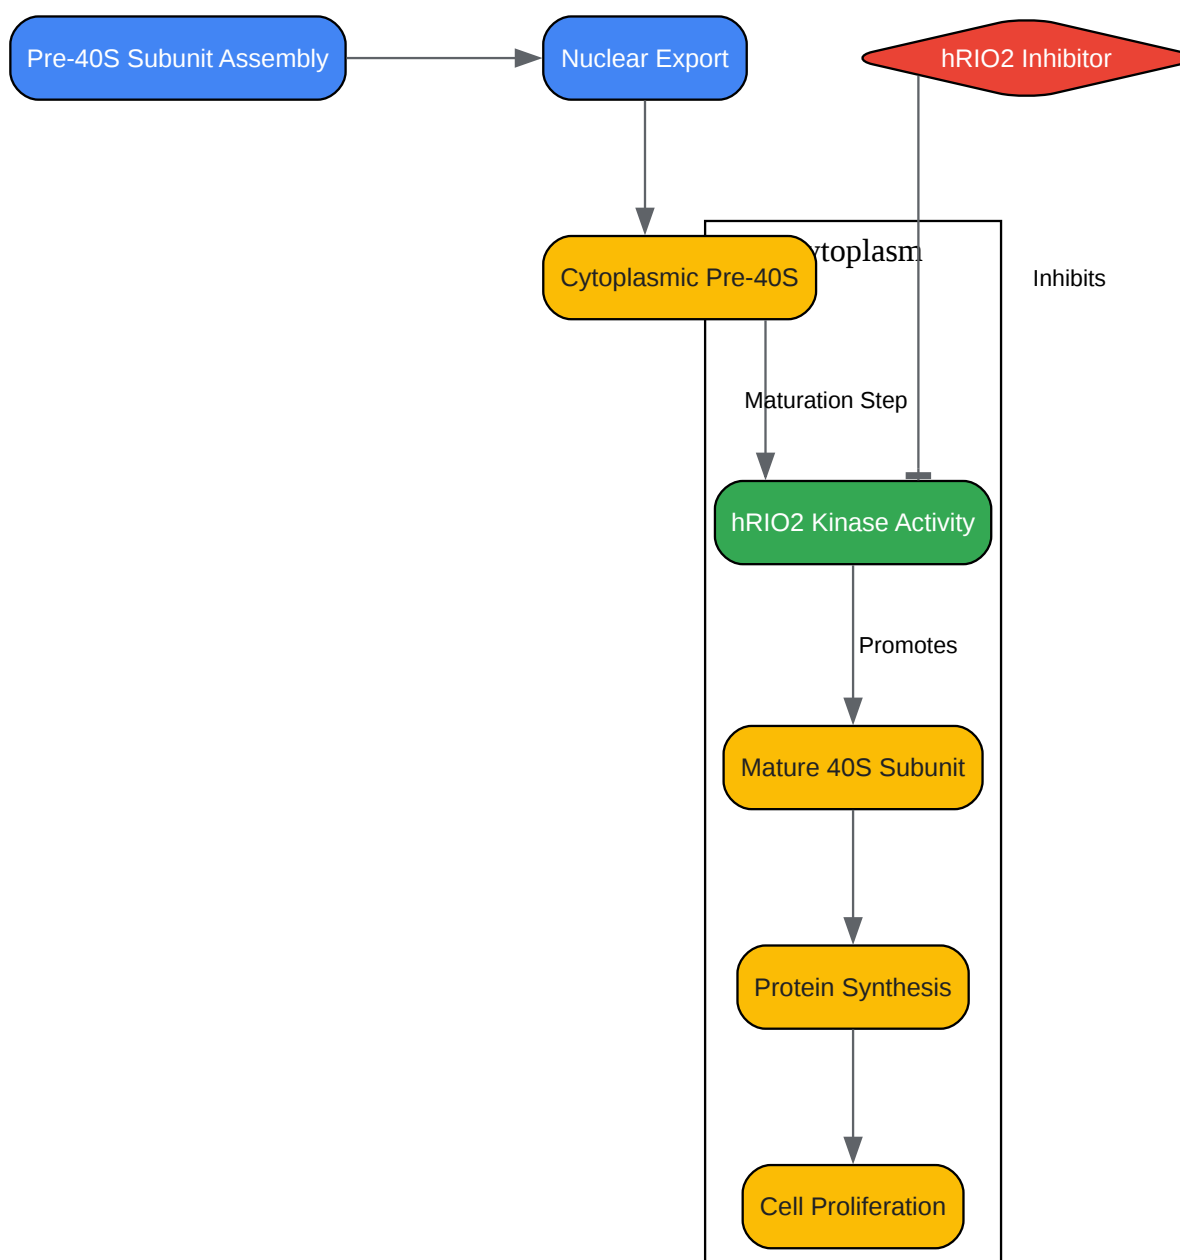 Pre-40S Subunit Assembly
Nuclear Export
hRIO2 Inhibitor
Cytoplasmic Pre-40S
ytoplasm
Inhibits
Maturation Step
hRIO2 Kinase Activity
Promotes
Mature 40S Subunit
Protein Synthesis
Cell Proliferation